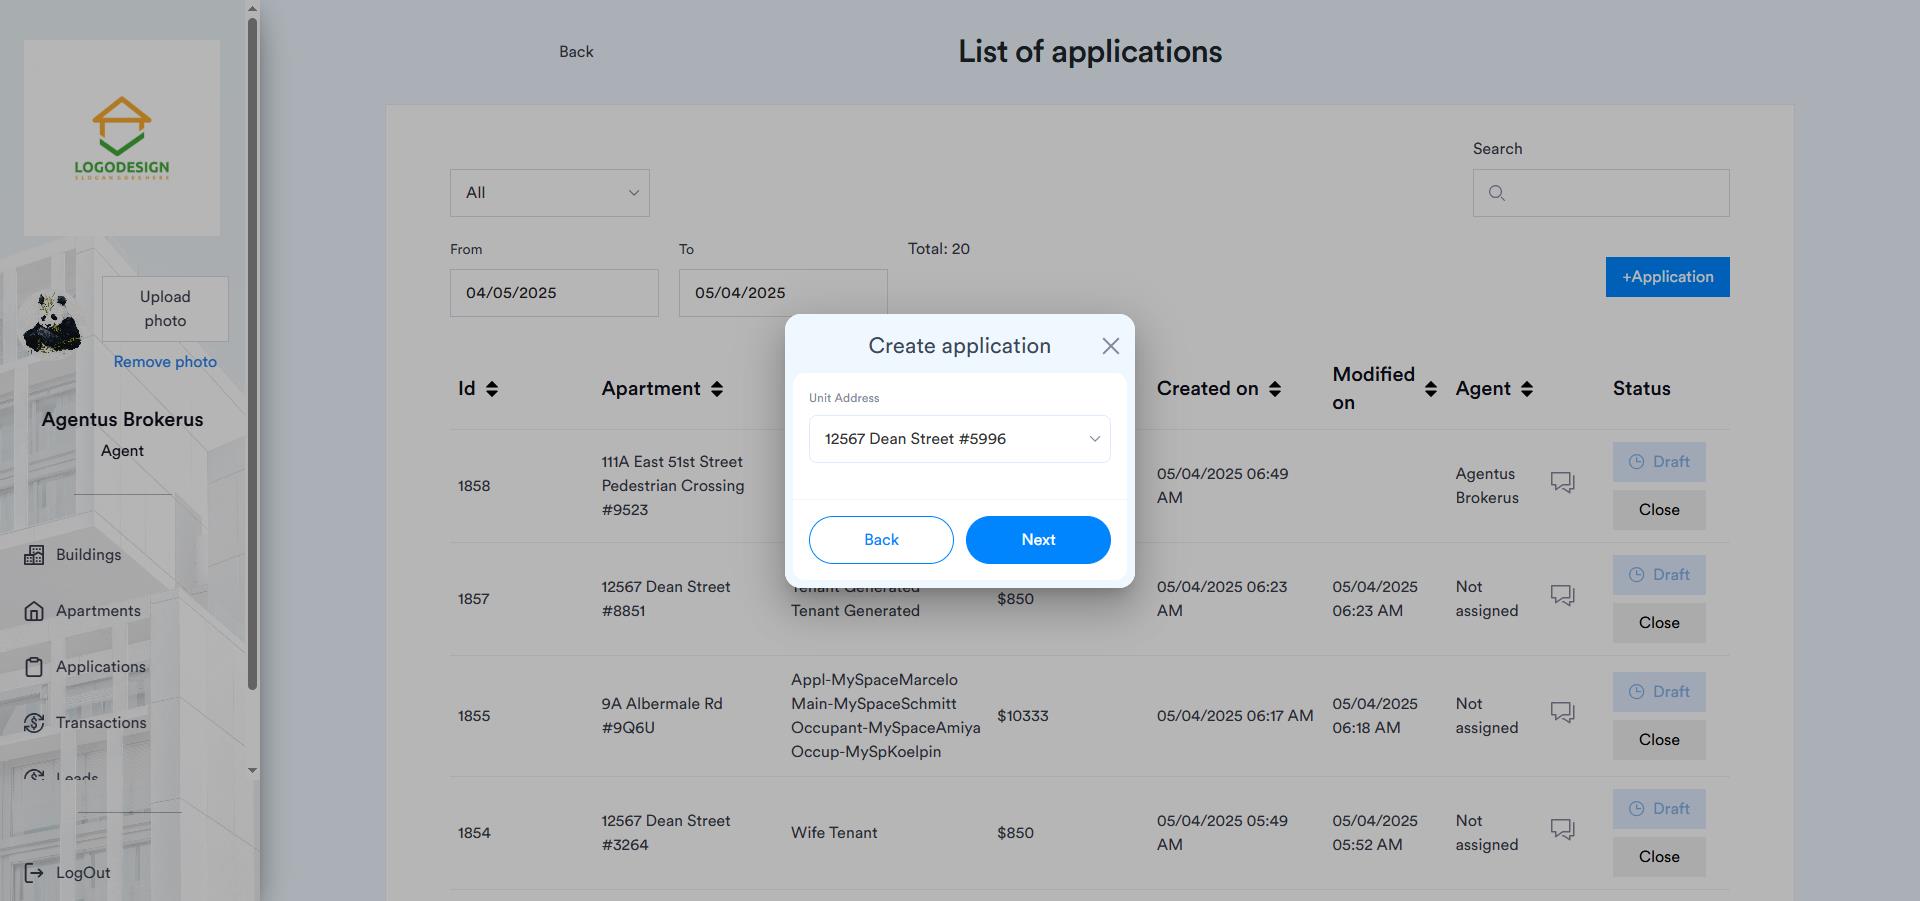 LOGODESIGN
SLOGAN GOES HERE
Upload
photo
Remove photo
Agentus Brokerus
Agent
Buildings
Apartments
Applications
Transactions
Leads
LogOut
Back
List of applications
Search
All
From
To
Total: 20
04/05/2025
05/04/2025
+Application
Create application
Unit Address
12567 Dean Street #5996
Back
Next
Id
Apartment
Created on
Modified
on
Agent
Status
1858
111A East 51st Street
Pedestrian Crossing
#9523
05/04/2025 06:49
AM
Agentus
Brokerus
Draft
Close
1857
12567 Dean Street
#8851
Tenant Generated
Tenant Generated
$850
05/04/2025 06:23
AM
05/04/2025
06:23 AM
Not
assigned
Draft
Close
1855
9A Albermale Rd
#9Q6U
Appl-MySpaceMarcelo
Main-MySpaceSchmitt
Occupant-MySpaceAmiya
Occup-MySpKoelpin
$10333
05/04/2025 06:17 AM
05/04/2025
06:18 AM
Not
assigned
Draft
Close
1854
12567 Dean Street
#3264
Wife Tenant
$850
05/04/2025 05:49
AM
05/04/2025
05:52 AM
Not
assigned
Draft
Close